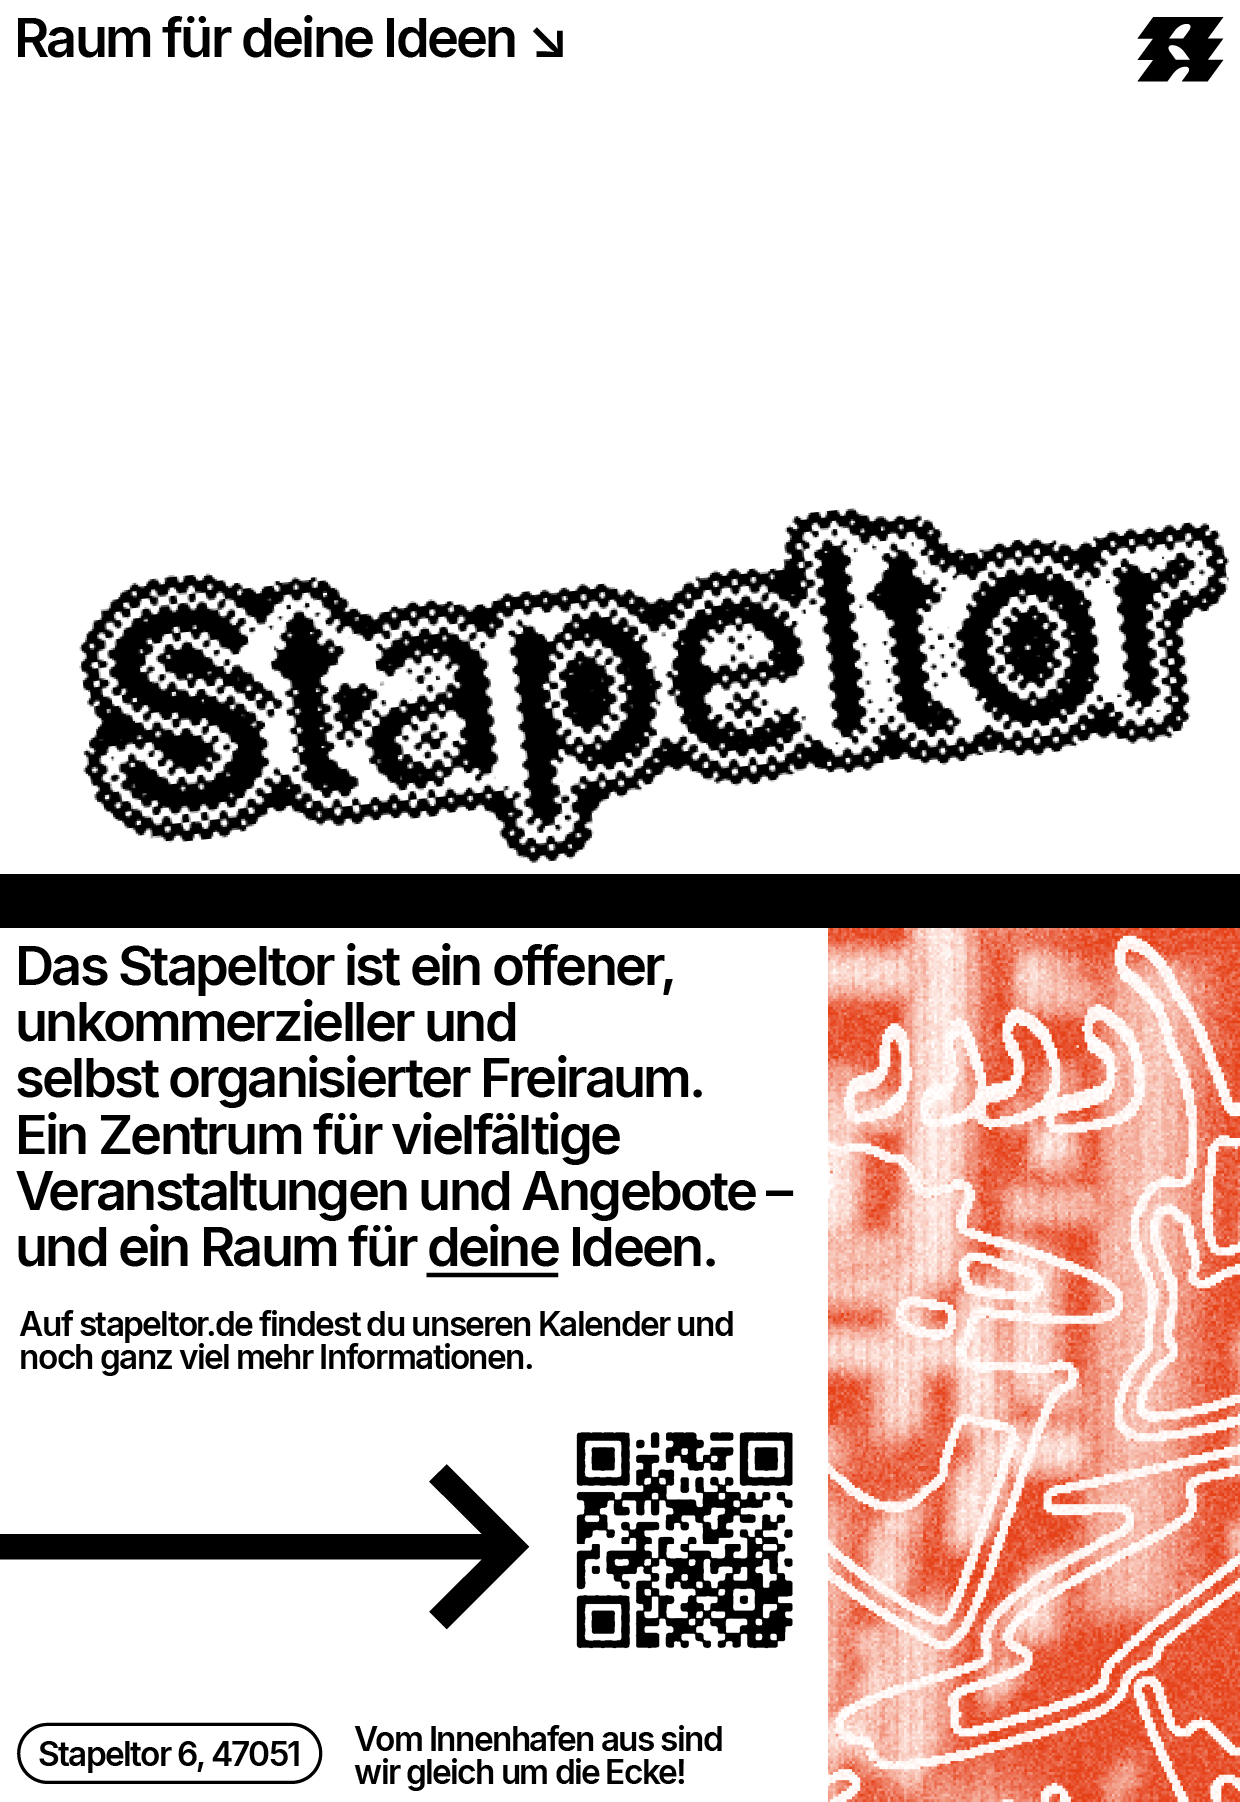 Raum für deine Ideen ↘
Stapeltor
Das Stapeltor ist ein offener,
unkommerzieller und
selbst organisierter Freiraum.
Ein Zentrum für vielfältige
Veranstaltungen und Angebote –
und ein Raum für deine Ideen.
Auf stapeltor.de findest du unseren Kalender und
noch ganz viel mehr Informationen.
Stapeltor 6, 47051
Vom Innenhafen aus sind
wir gleich um die Ecke!